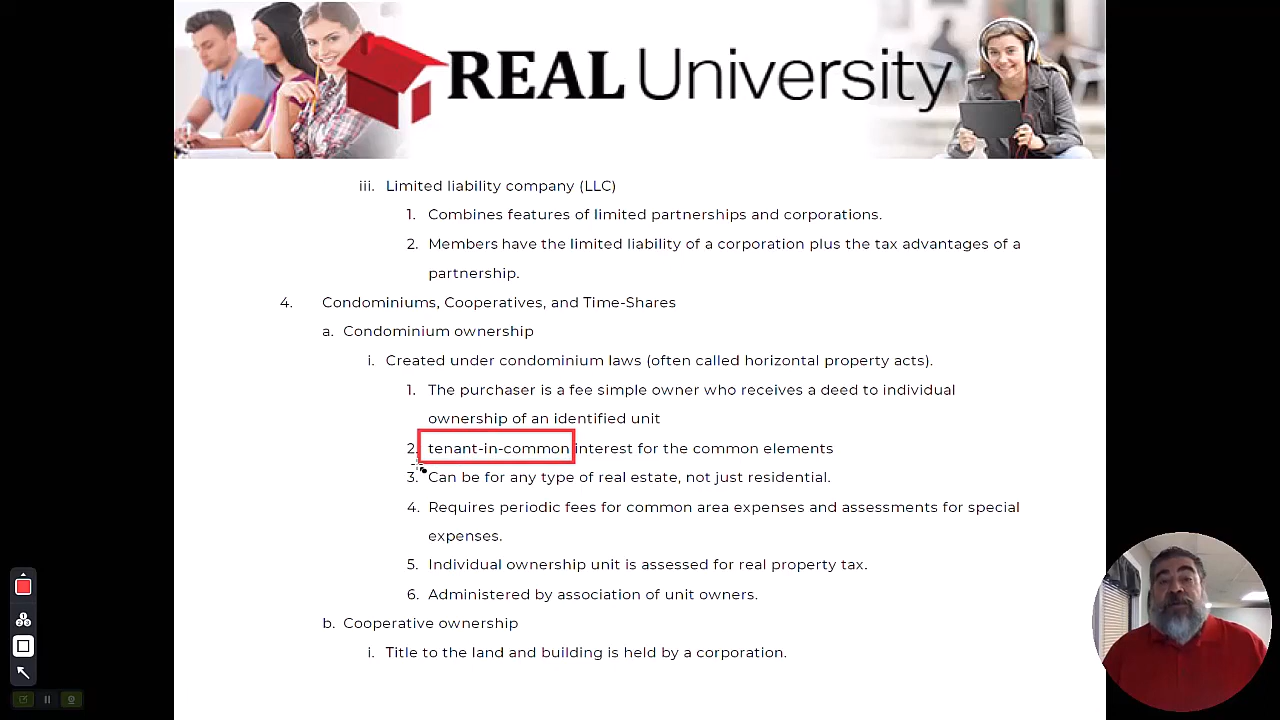 REAL University
iii. Limited liability company (LLC)
1. Combines features of limited partnerships and corporations.
2. Members have the limited liability of a corporation plus the tax advantages of a
partnership.
4. Condominiums, Cooperatives, and Time-Shares
a. Condominium ownership
i. Created under condominium laws (often called horizontal property acts).
1. The purchaser is a fee simple owner who receives a deed to individual
ownership of an identified unit
2. tenant-in-common interest for the common elements
3. Can be for any type of real estate, not just residential.
4. Requires periodic fees for common area expenses and assessments for special
expenses.
5. Individual ownership unit is assessed for real property tax.
6. Administered by association of unit owners.
b. Cooperative ownership
i. Title to the land and building is held by a corporation.